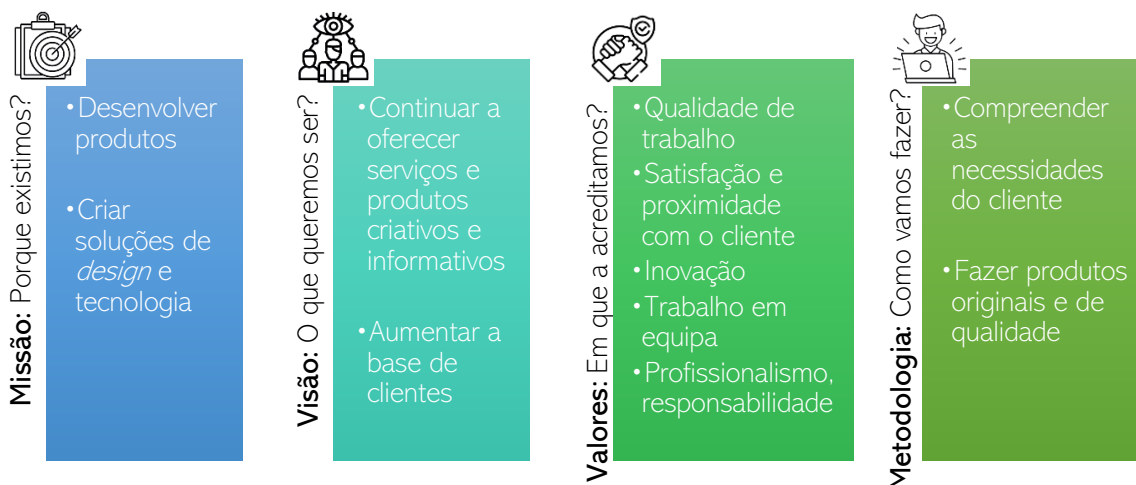 Missão: Porque existimos?
•Desenvolver
produtos
•Criar
soluções de
design e
tecnologia
Visão: O que queremos ser?
•Continuar a
oferecer
serviços e
produtos
criativos e
informativos
•Aumentar a
base de
clientes
Valores: Em que a acreditamos?
•Qualidade de
trabalho
•Satisfação e
proximidade
com o cliente
•Inovação
•Trabalho em
equipa
•Profissionalismo,
responsabilidade
Metodologia: Como vamos fazer?
•Compreender
as
necessidades
do cliente
•Fazer produtos
originais e de
qualidade